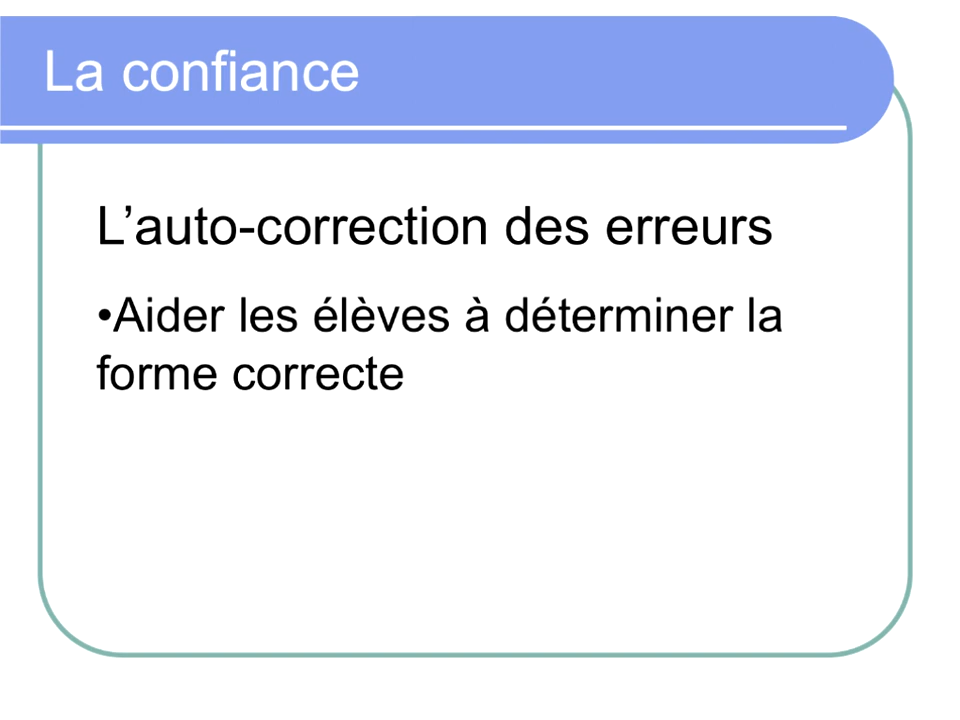 La confiance
L’auto-correction des erreurs
•Aider les élèves à déterminer la
forme correcte